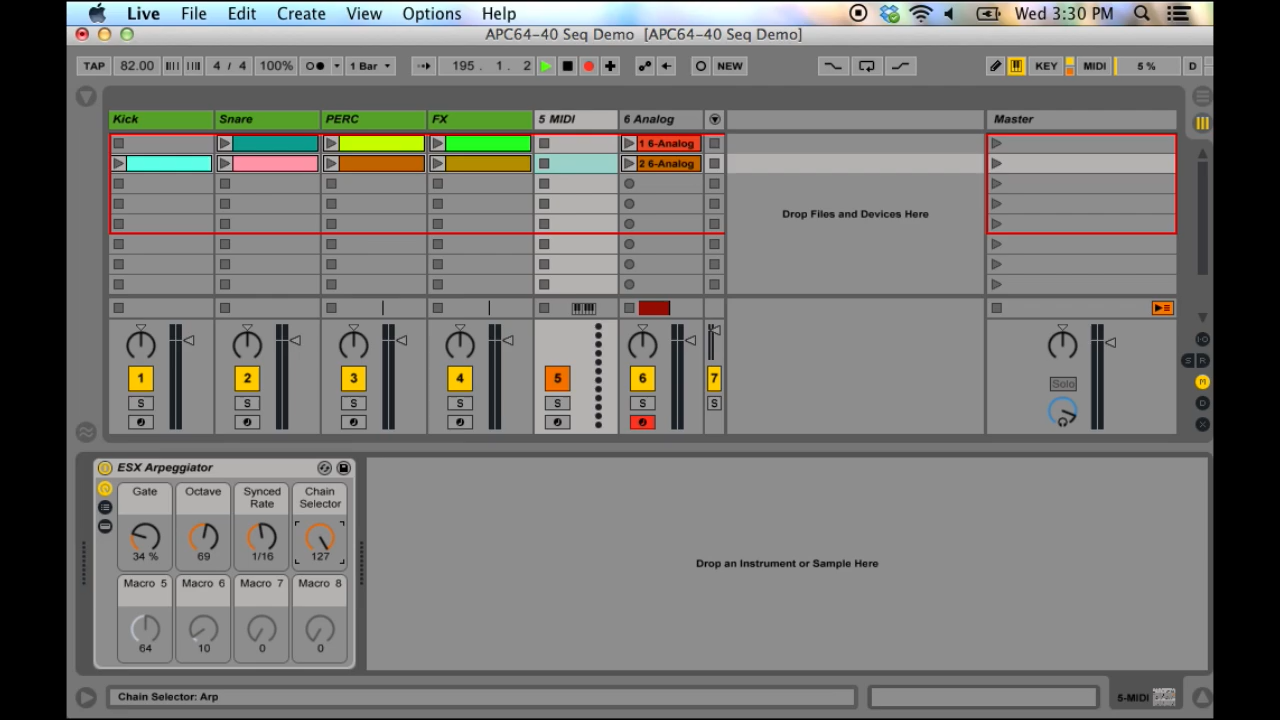 Live File Edit Create View Options Help Wed 3:30 PM
APC64-40 Seq Demo [APC64-40 Seq Demo]
TAP 82.00 4 / 4 100% 1 Bar 195. 1. 2 NEW KEY MIDI 5 % D
Kick Snare PERC FX 5 MIDI 6 Analog Master
1 6-Analog
2 6-Analog
Drop Files and Devices Here
I-O
S R
1 2 3 4 5 6 7 M
Solo
S S S S S S S D
ESX Arpeggiator
Gate Octave Synced Rate Chain Selector
34 % 69 1/16 127
Drop an Instrument or Sample Here
Macro 5 Macro 6 Macro 7 Macro 8
64 10 0 0
Chain Selector: Arp 5-MIDI